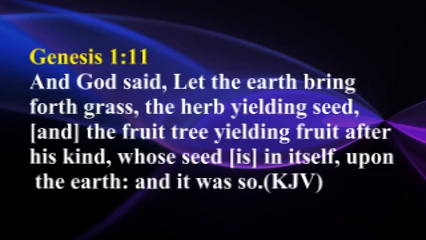 Genesis 1:11
And God said, Let the earth bring
forth grass, the herb yielding seed,
[and] the fruit tree yielding fruit after
his kind, whose seed [is] in itself, upon
the earth: and it was so.(KJV)